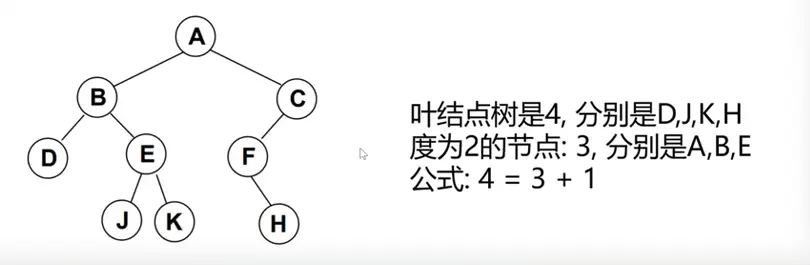 A
B
C
D
E
F
J
K
H
叶结点树是4, 分别是D,J,K,H
度为2的节点: 3, 分别是A,B,E
公式: 4 = 3 + 1